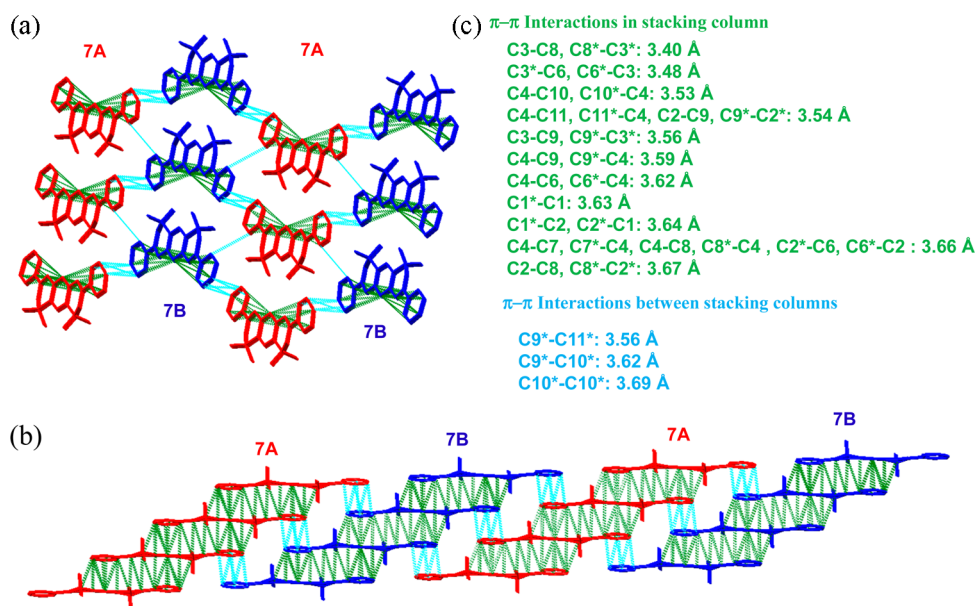 (a)
7A
7A
7B
7B
(c)
π–π Interactions in stacking column
C3-C8, C8*-C3*: 3.40 Å
C3*-C6, C6*-C3: 3.48 Å
C4-C10, C10*-C4: 3.53 Å
C4-C11, C11*-C4, C2-C9, C9*-C2*: 3.54 Å
C3-C9, C9*-C3*: 3.56 Å
C4-C9, C9*-C4: 3.59 Å
C4-C6, C6*-C4: 3.62 Å
C1*-C1: 3.63 Å
C1*-C2, C2*-C1: 3.64 Å
C4-C7, C7*-C4, C4-C8, C8*-C4 , C2*-C6, C6*-C2 : 3.66 Å
C2-C8, C8*-C2*: 3.67 Å
π–π Interactions between stacking columns
C9*-C11*: 3.56 Å
C9*-C10*: 3.62 Å
C10*-C10*: 3.69 Å
(b)
7A
7B
7A
7B